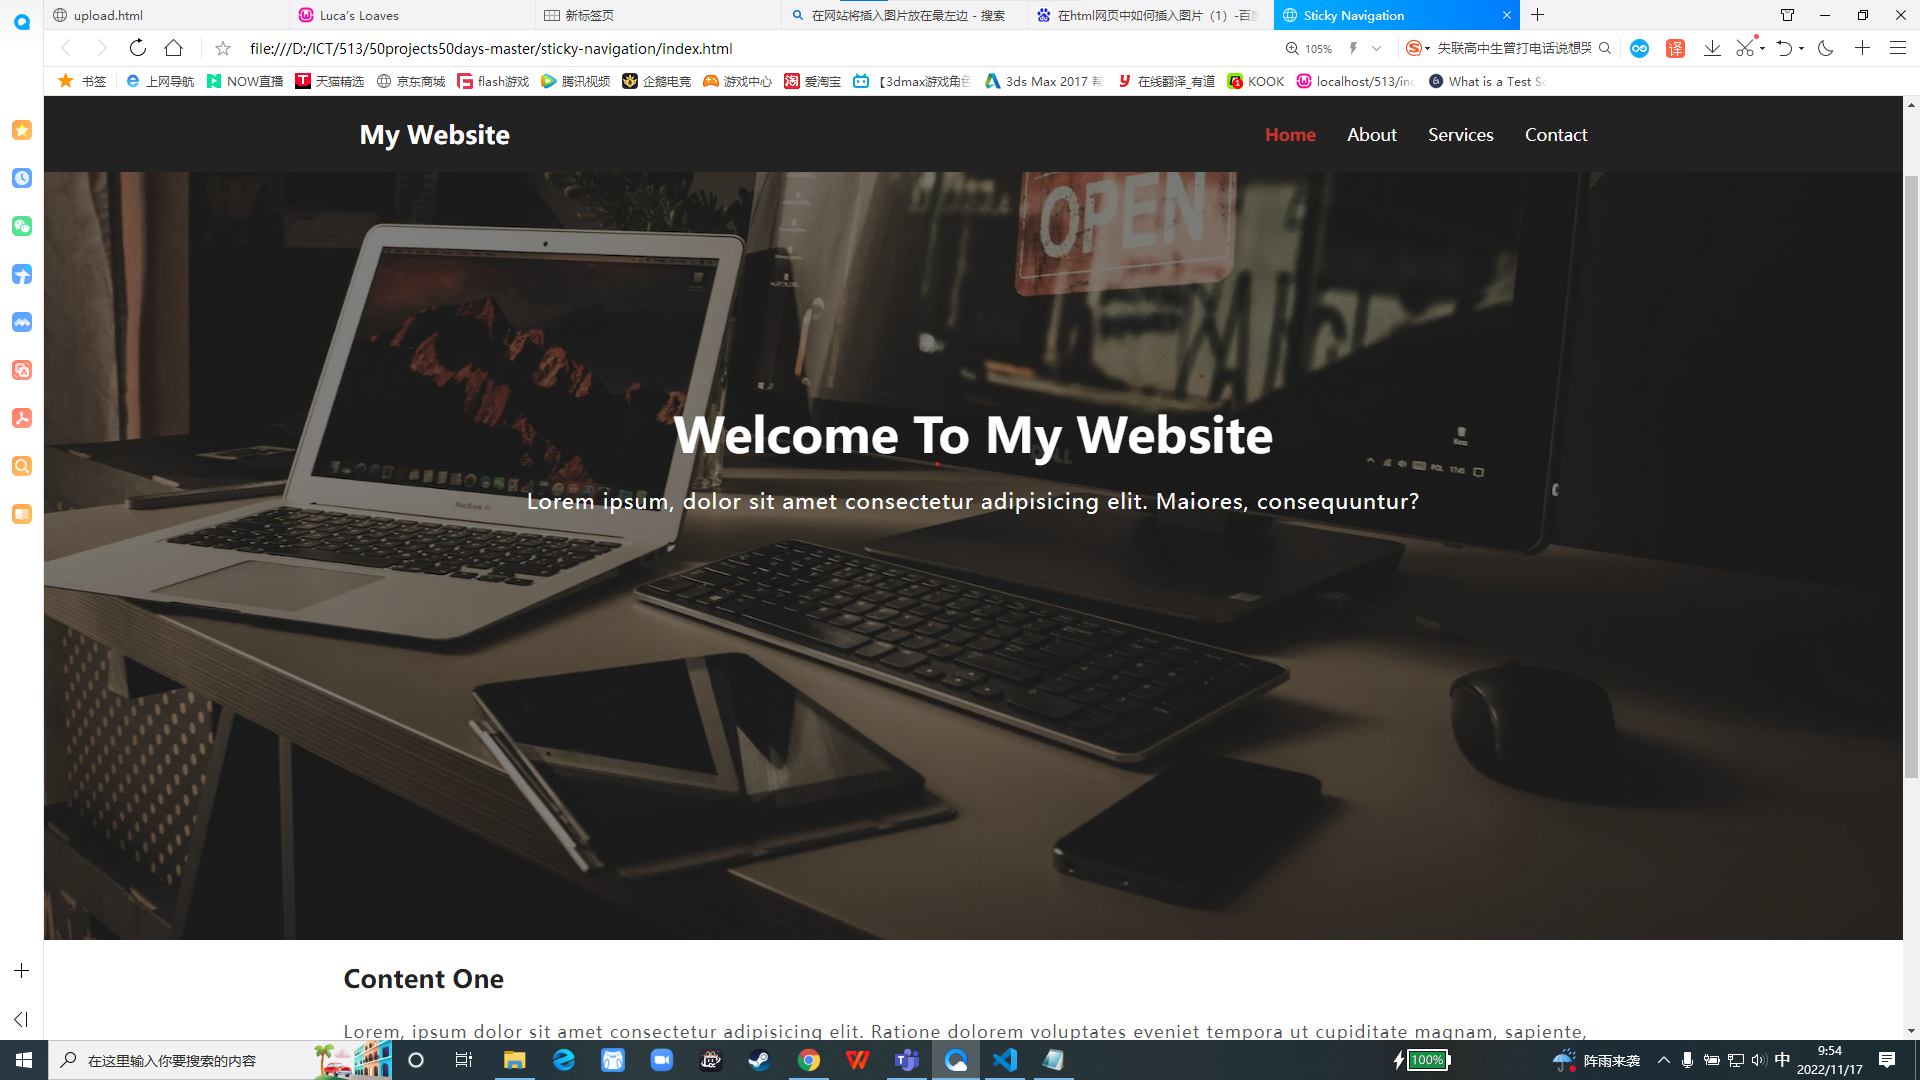 upload.html
Luca's Loaves
新标签页
在网站将插入图片放在最左边 - 搜索
在html网页中如何插入图片（1）-百度
Sticky Navigation
file:///D:/ICT/513/50projects50days-master/sticky-navigation/index.html
105%
失联高中生曾打电话说想哭
译
书签
上网导航
NOW直播
天猫精选
京东商城
flash游戏
腾讯视频
企鹅电竞
游戏中心
爱淘宝
【3dmax游戏角色
3ds Max 2017 帮
在线翻译_有道
KOOK
localhost/513/inc
What is a Test Sc
My Website
Home
About
Services
Contact
OPEN
Welcome To My Website
Lorem ipsum, dolor sit amet consectetur adipisicing elit. Maiores, consequuntur?
MacBook Air
DELL
Content One
Lorem, ipsum dolor sit amet consectetur adipisicing elit. Ratione dolorem voluptates eveniet tempora ut cupiditate magnam, sapiente,
在这里输入你要搜索的内容
100%
阵雨来袭
中
9:54
2022/11/17